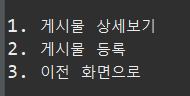 1. 게시물 상세보기
2. 게시물 등록
3. 이전 화면으로